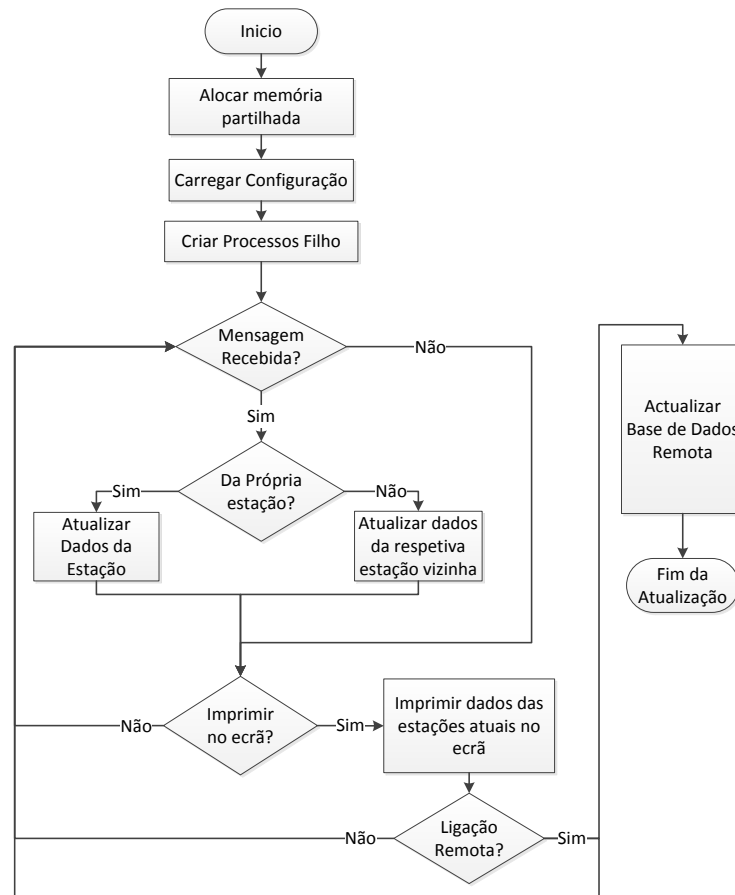 Inicio
Alocar memória
partilhada
Carregar Configuração
Criar Processos Filho
Mensagem
Recebida?
Não
Sim
Da Própria
estação?
Sim
Não
Atualizar
Dados da
Estação
Atualizar dados
da respetiva
estação vizinha
Actualizar
Base de Dados
Remota
Fim da
Atualização
Imprimir
no ecrã?
Não
Sim
Imprimir dados das
estações atuais no
ecrã
Ligação
Remota?
Não
Sim